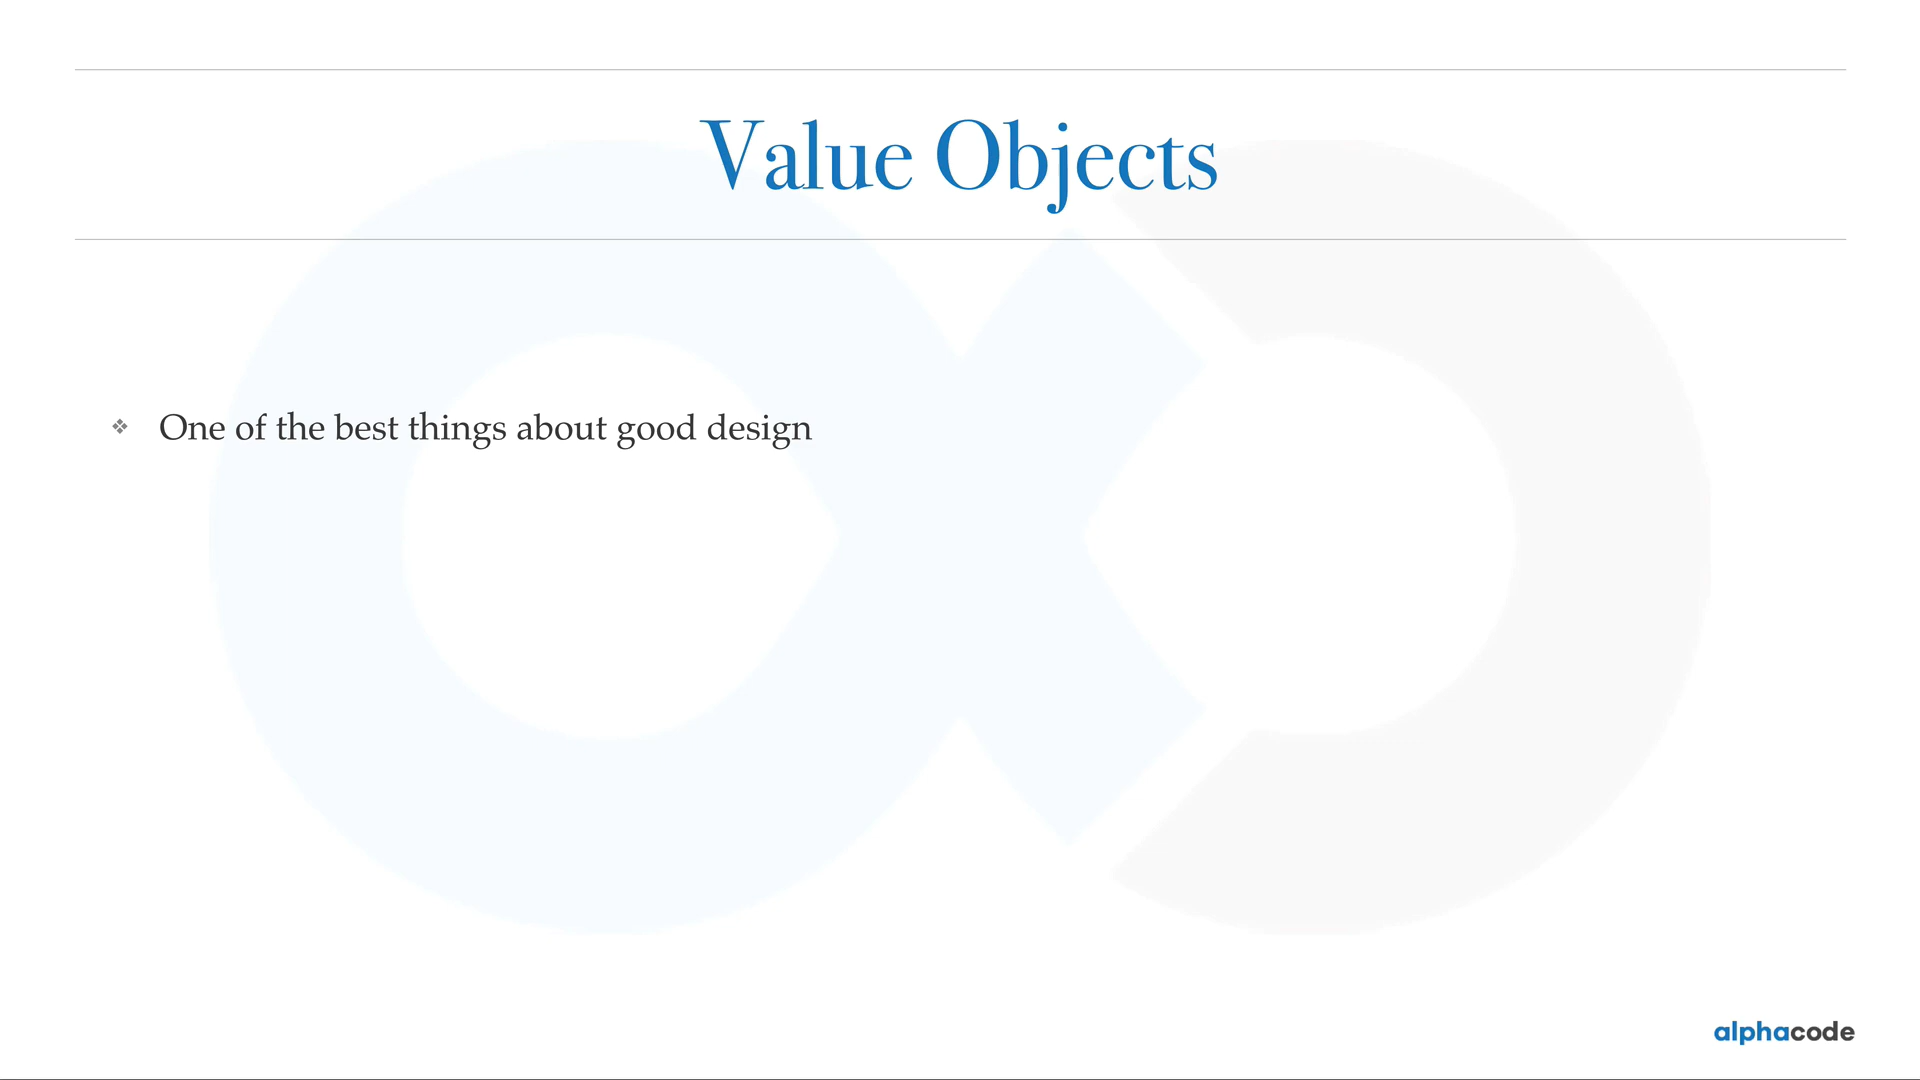 Value Objects
❖ One of the best things about good design
alphacode